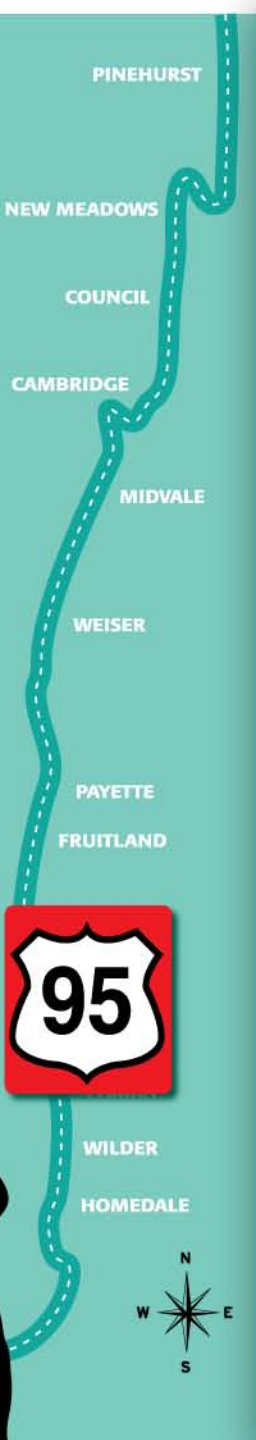 PINEHURST
NEW MEADOWS
COUNCIL
CAMBRIDGE
MIDVALE
WEISER
PAYETTE
FRUITLAND
95
WILDER
HOMEDALE
N
W E
S